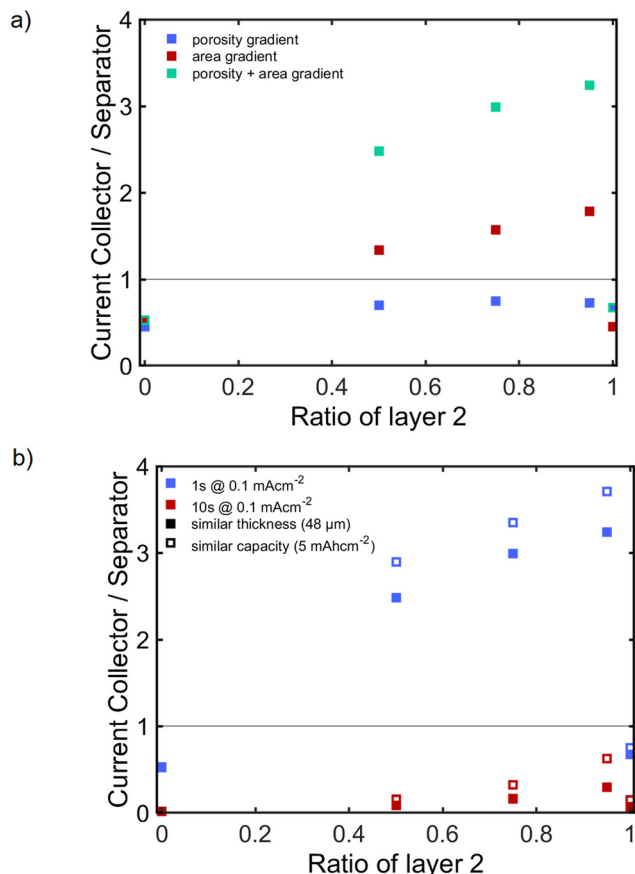 a)
4
3
2
1
0
Current Collector / Separator
porosity gradient
area gradient
porosity + area gradient
0 0.2 0.4 0.6 0.8 1
Ratio of layer 2
b)
4
3
2
1
0
Current Collector / Separator
1s @ 0.1 mAcm⁻²
10s @ 0.1 mAcm⁻²
similar thickness (48 µm)
similar capacity (5 mAhcm⁻²)
0 0.2 0.4 0.6 0.8 1
Ratio of layer 2